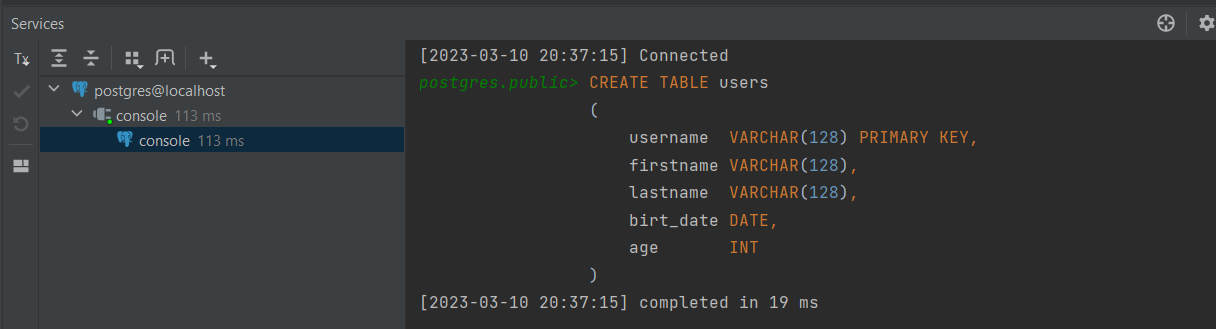 Services
Tx
postgres@localhost
console 113 ms
console 113 ms
[2023-03-10 20:37:15] Connected
postgres.public> CREATE TABLE users
(
username VARCHAR(128) PRIMARY KEY,
firstname VARCHAR(128),
lastname VARCHAR(128),
birt_date DATE,
age INT
)
[2023-03-10 20:37:15] completed in 19 ms